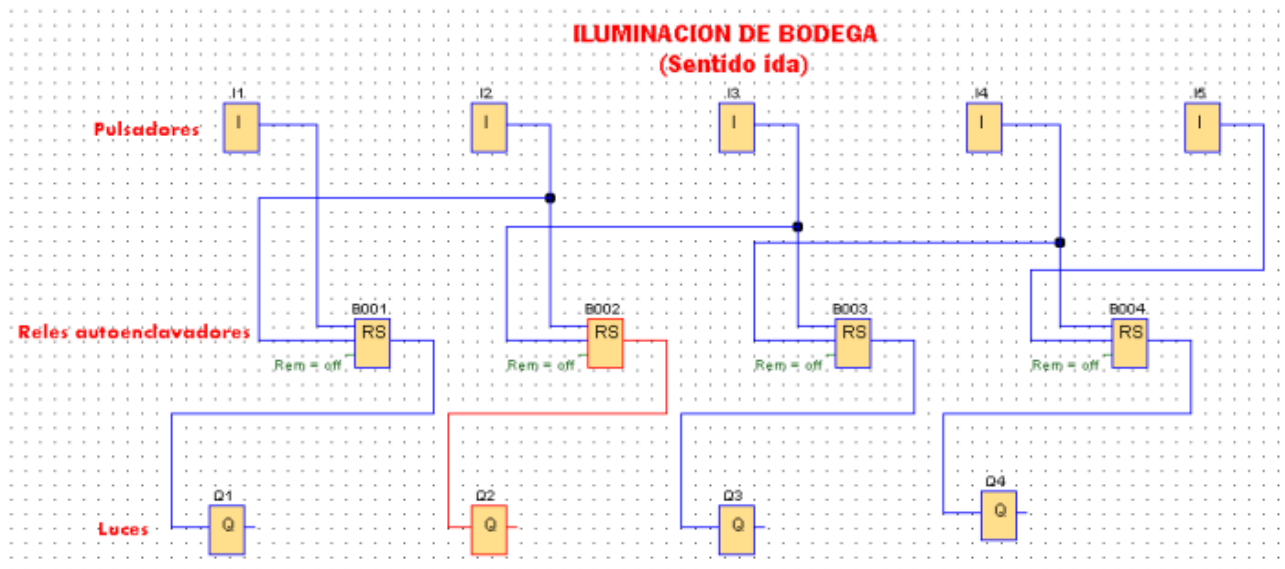 ILUMINACION DE BODEGA
(Sentido ida)
I1 I2 I3 I4 I5
Pulsadores I I I I I
B001 B002 B003 B004
Reles autoenclavadores RS RS RS RS
Rem = off Rem = off Rem = off Rem = off
Q1 Q2 Q3 Q4
Luces Q Q Q Q